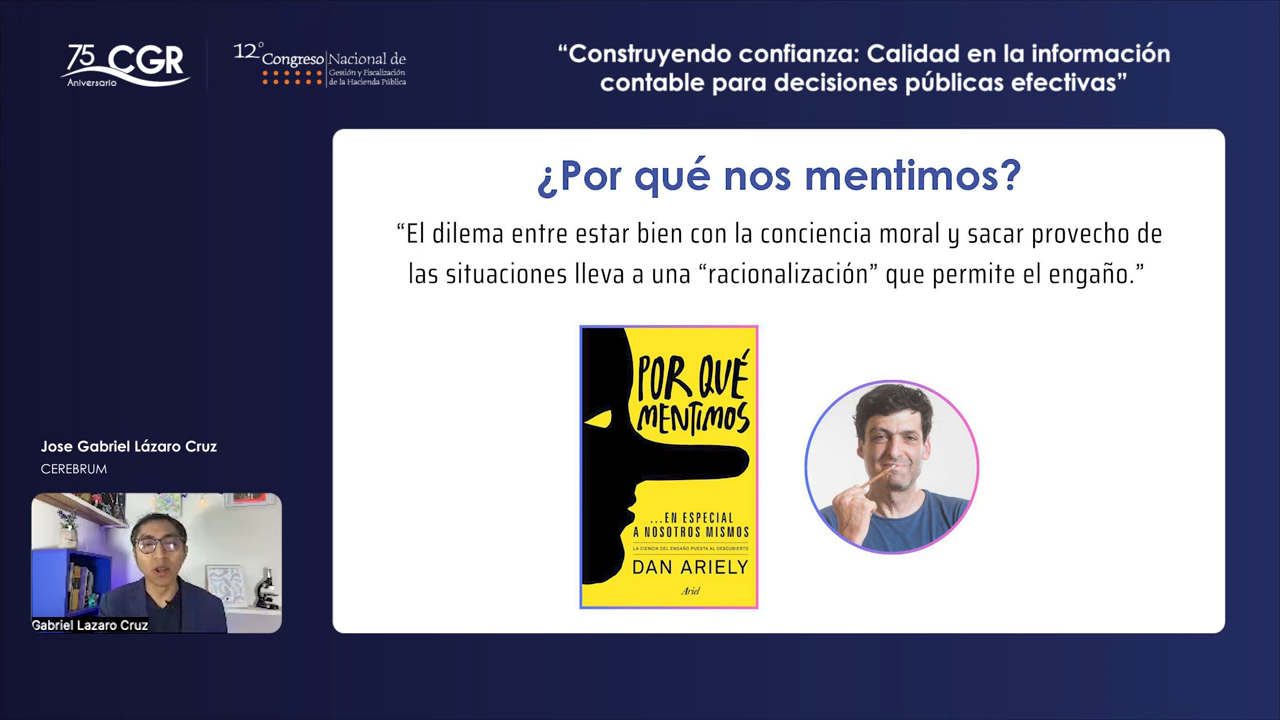 75 CGR
Aniversario
12° Congreso Nacional de
Gestión y Fiscalización
de la Hacienda Pública
“Construyendo confianza: Calidad en la información
contable para decisiones públicas efectivas”
¿Por qué nos mentimos?
“El dilema entre estar bien con la conciencia moral y sacar provecho de
las situaciones lleva a una “racionalización” que permite el engaño.”
POR QUÉ
MENTIMOS
...EN ESPECIAL
A NOSOTROS MISMOS
LA CIENCIA DEL ENGAÑO PUESTA AL DESCUBIERTO
DAN ARIELY
Ariel
Jose Gabriel Lázaro Cruz
CEREBRUM
Gabriel Lazaro Cruz